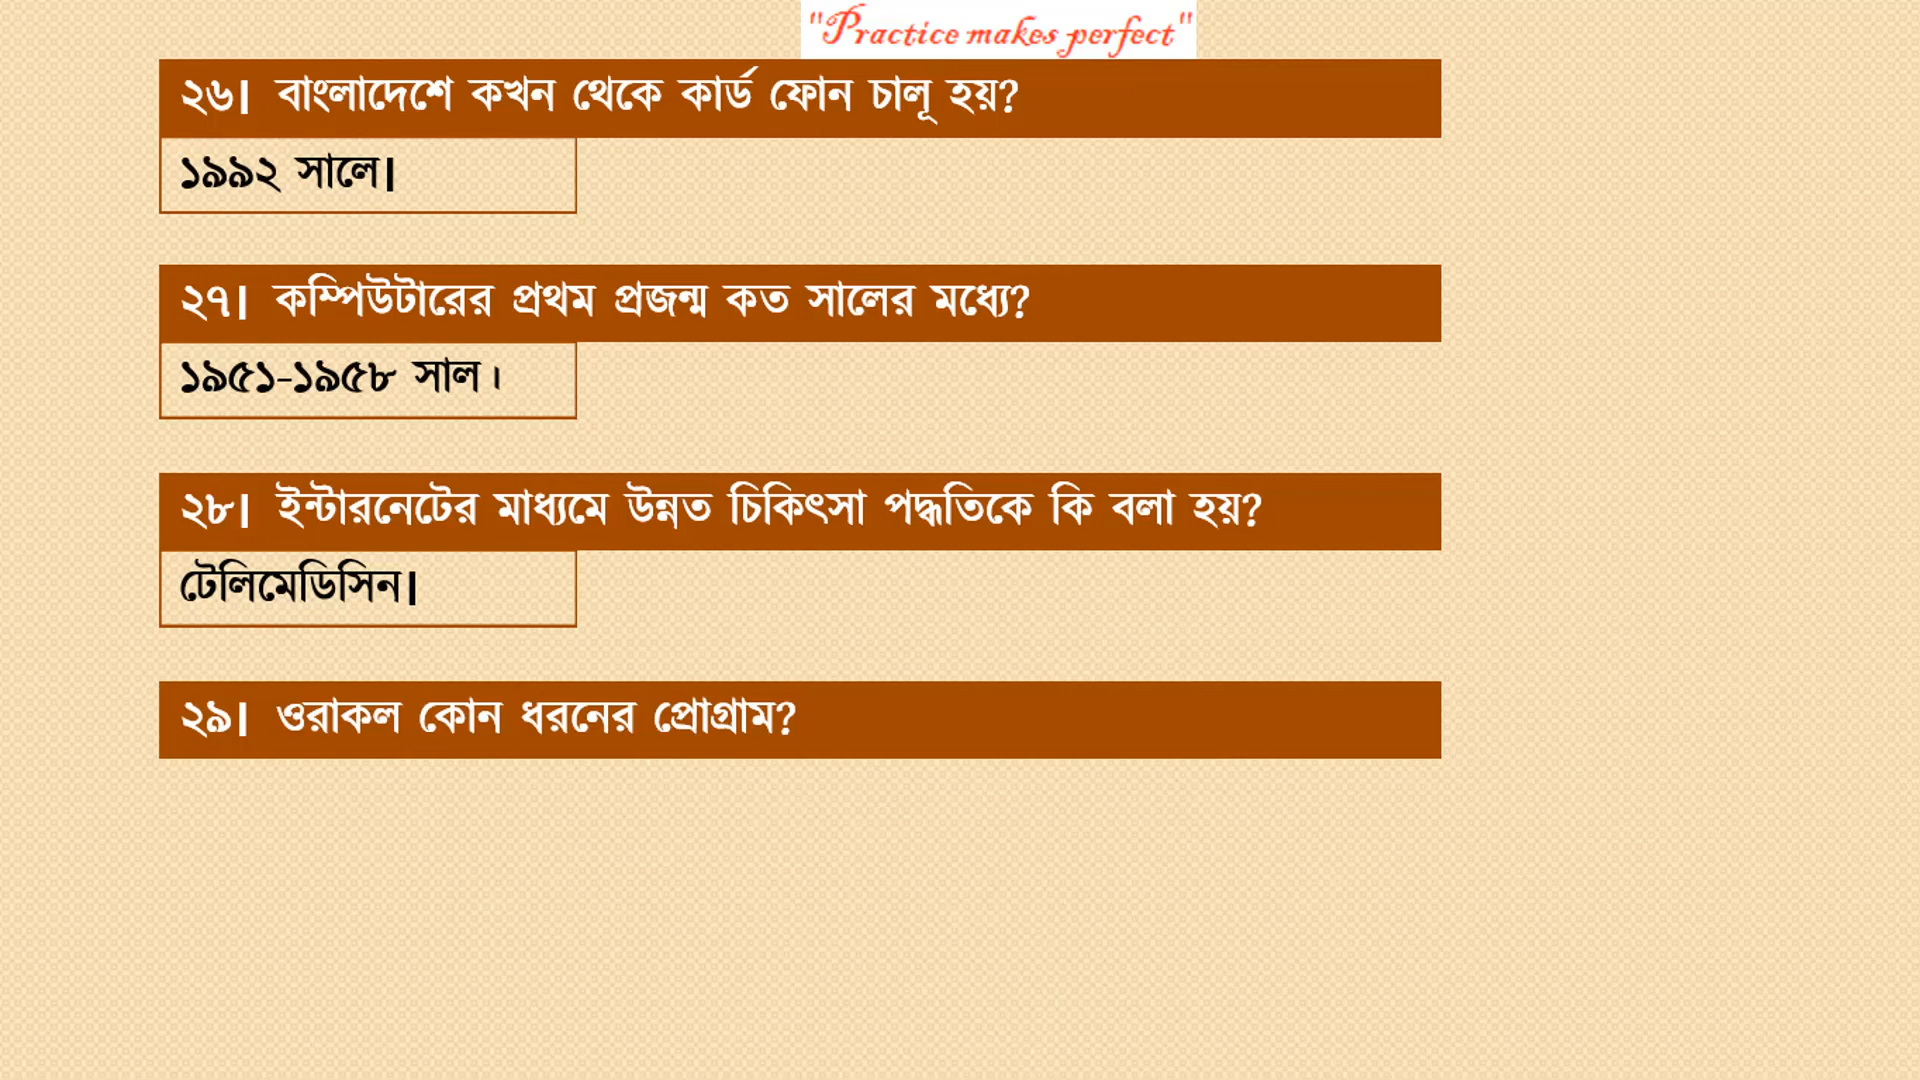 "Practice makes perfect"
২৬। বাংলাদেশে কখন থেকে কার্ড ফোন চালূ হয়?
১৯৯২ সালে।
২৭। কম্পিউটারের প্রথম প্রজন্ম কত সালের মধ্যে?
১৯৫১-১৯৫৮ সাল।
২৮। ইন্টারনেটের মাধ্যমে উন্নত চিকিৎসা পদ্ধতিকে কি বলা হয়?
টেলিমেডিসিন।
২৯। ওরাকল কোন ধরনের প্রোগ্রাম?